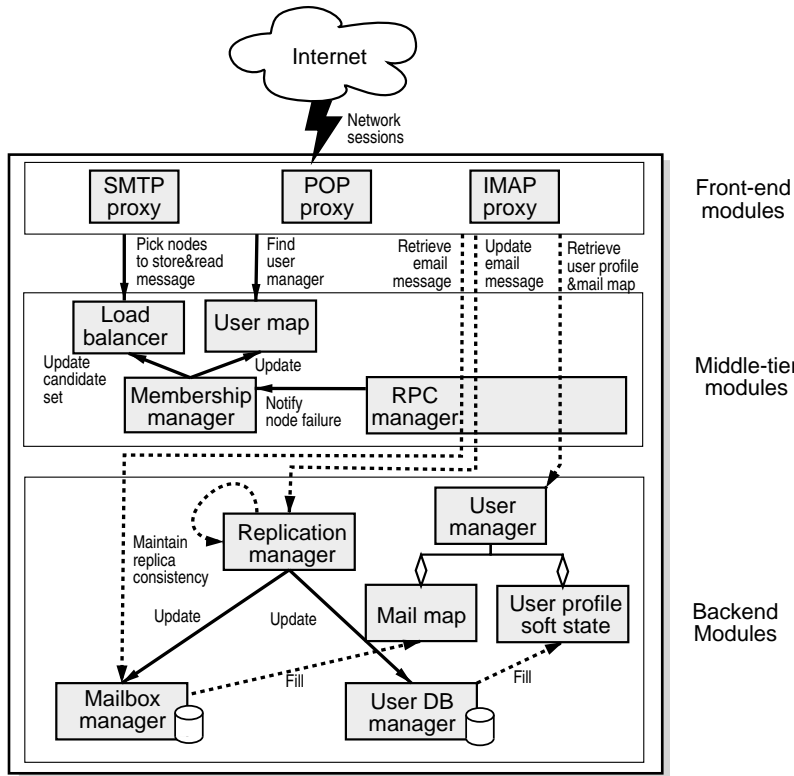 Internet
Network
sessions
SMTP
proxy
POP
proxy
IMAP
proxy
Front-end
modules
Pick nodes
to store&read
message
Find
user
manager
Retrieve
email
message
Update
email
message
Retrieve
user profile
&mail map
Load
balancer
User map
Update
candidate
set
Update
Membership
manager
Notify
node failure
RPC
manager
Middle-tier
modules
User
manager
Replication
manager
Maintain
replica
consistency
Mail map
User profile
soft state
Backend
Modules
Update
Update
Fill
Fill
Mailbox
manager
User DB
manager